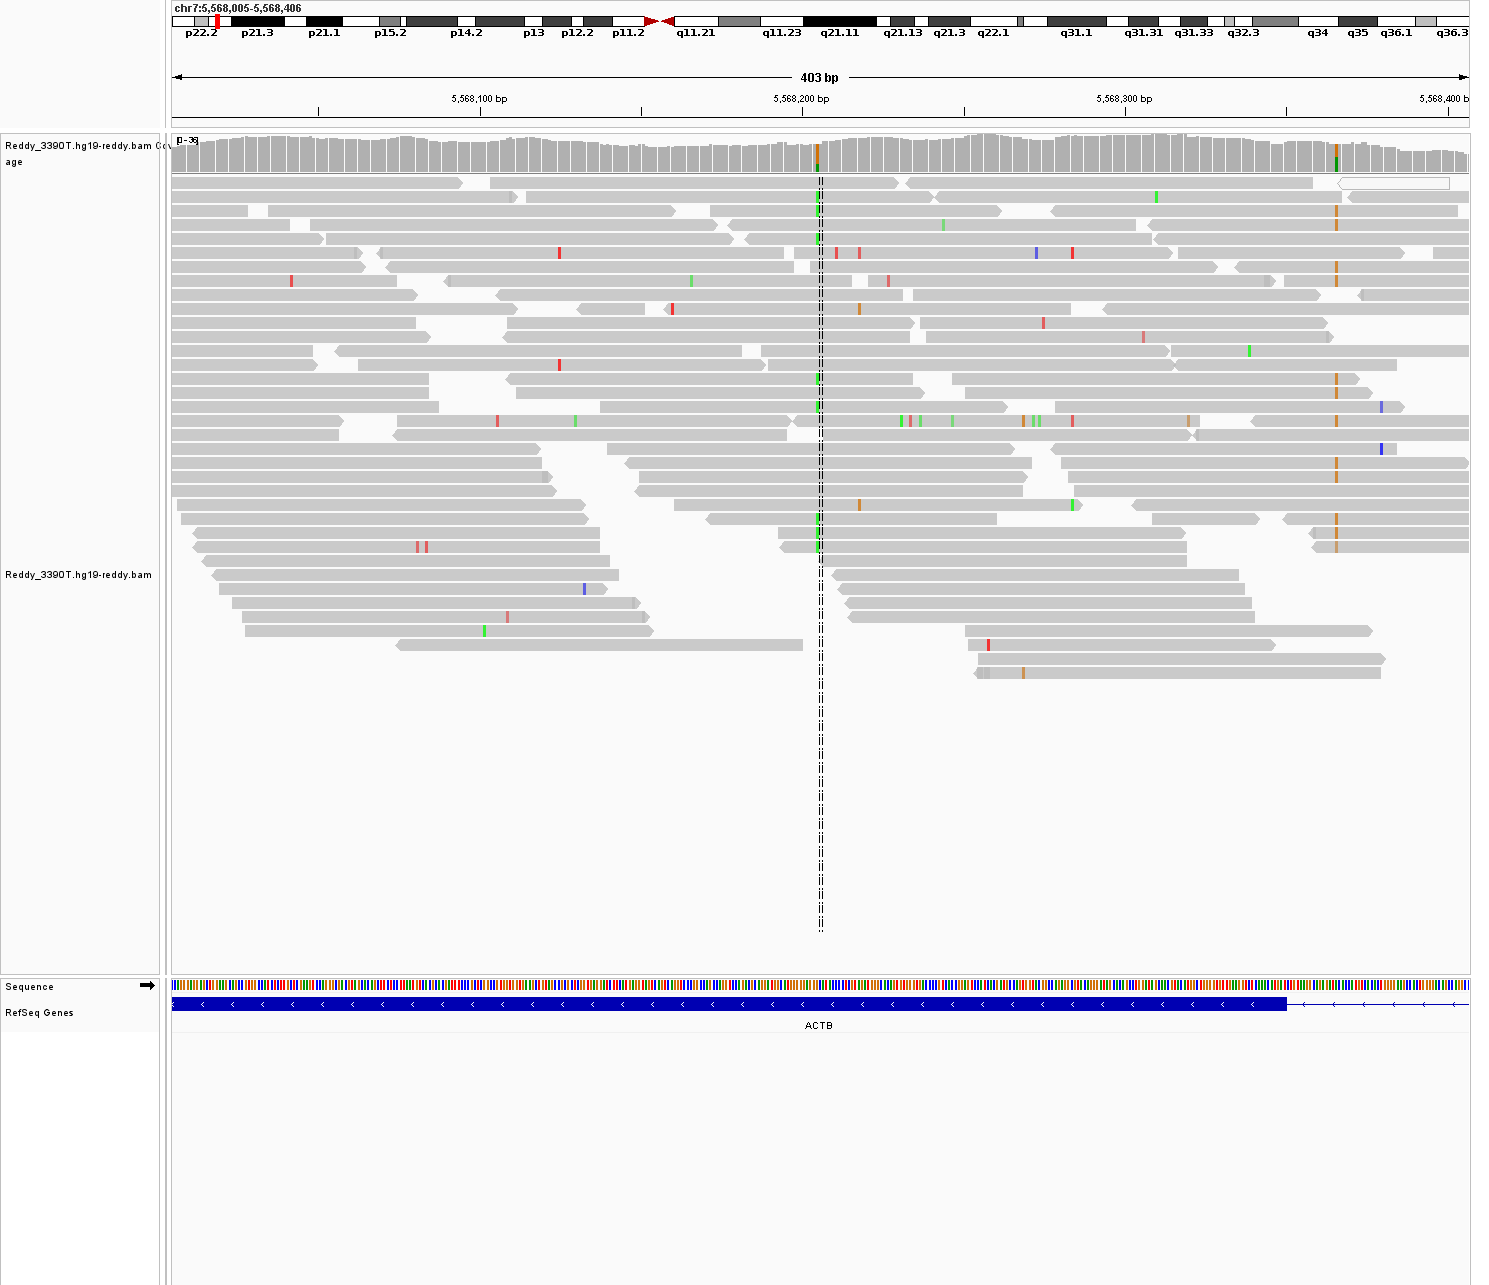 chr7:5,568,005-5,568,406
p22.2 p21.3 p21.1 p15.2 p14.2 p13 p12.2 p11.2 q11.21 q11.23 q21.11 q21.13 q21.3 q22.1 q31.1 q31.31 q31.33 q32.3 q34 q35 q36.1 q36.3
403 bp
5,568,100 bp 5,568,200 bp 5,568,300 bp 5,568,400 b
Reddy_3390T.hg19-reddy.bam Cov
age
Reddy_3390T.hg19-reddy.bam
Sequence
RefSeq Genes
ACTB